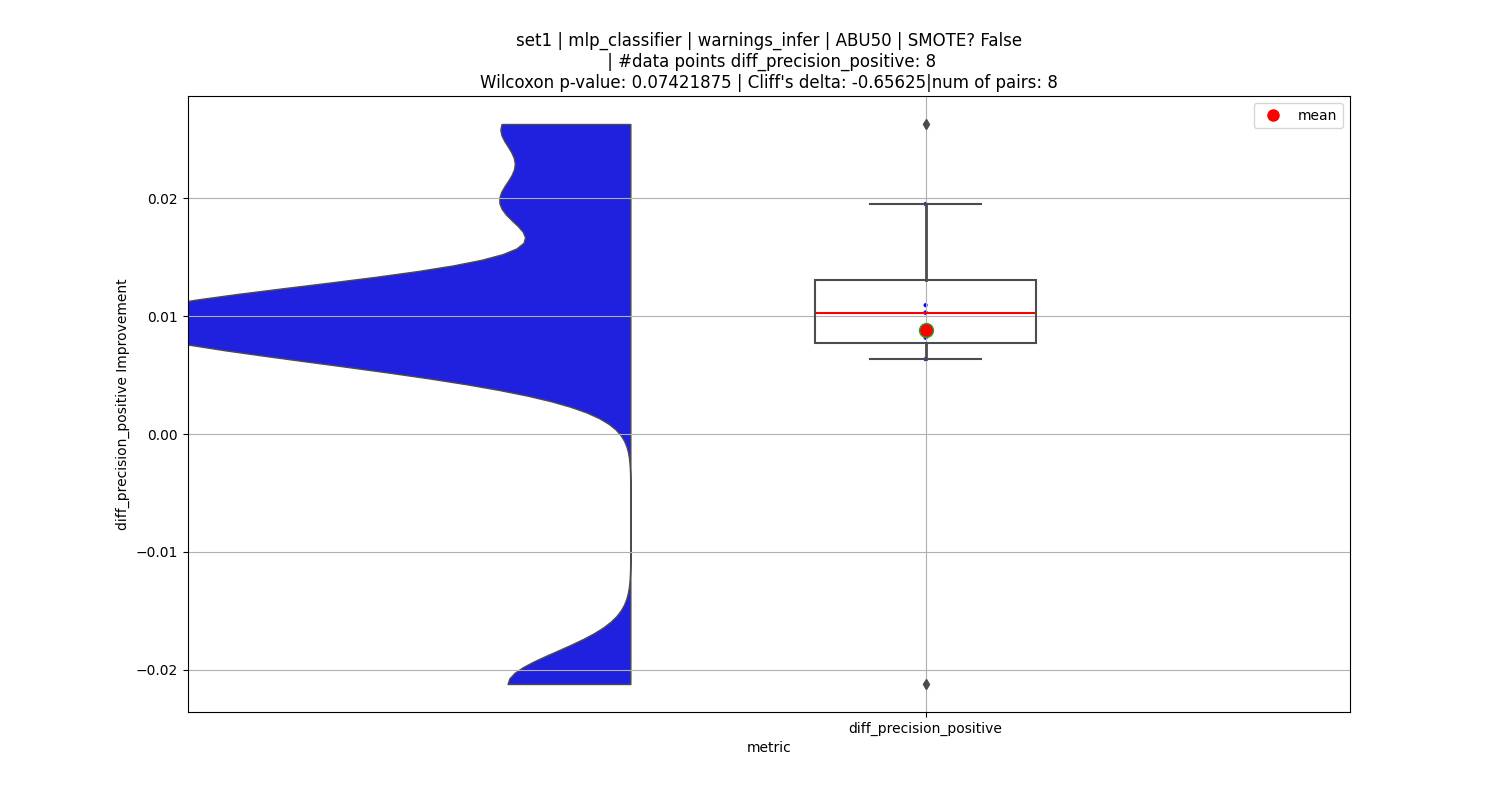 set1 | mlp_classifier | warnings_infer | ABU50 | SMOTE? False
| #data points diff_precision_positive: 8
Wilcoxon p-value: 0.07421875 | Cliff's delta: -0.65625|num of pairs: 8
mean
diff_precision_positive Improvement
0.02
0.01
0.00
−0.01
−0.02
diff_precision_positive
metric